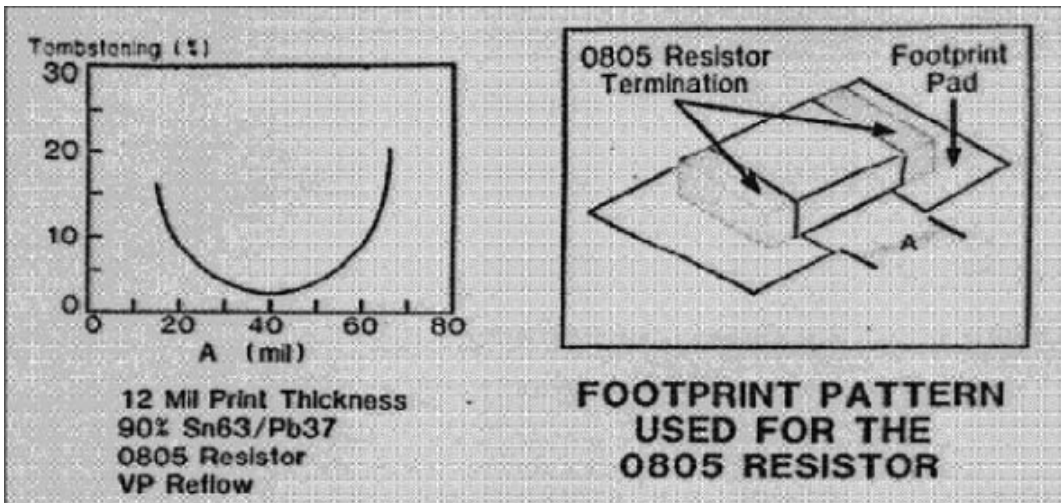 Tombstoning (%)
30
20
10
0
0 20 40 60 80
A (mil)
12 Mil Print Thickness
90% Sn63/Pb37
0805 Resistor
VP Reflow
0805 Resistor
Termination
Footprint
Pad
A
FOOTPRINT PATTERN
USED FOR THE
0805 RESISTOR